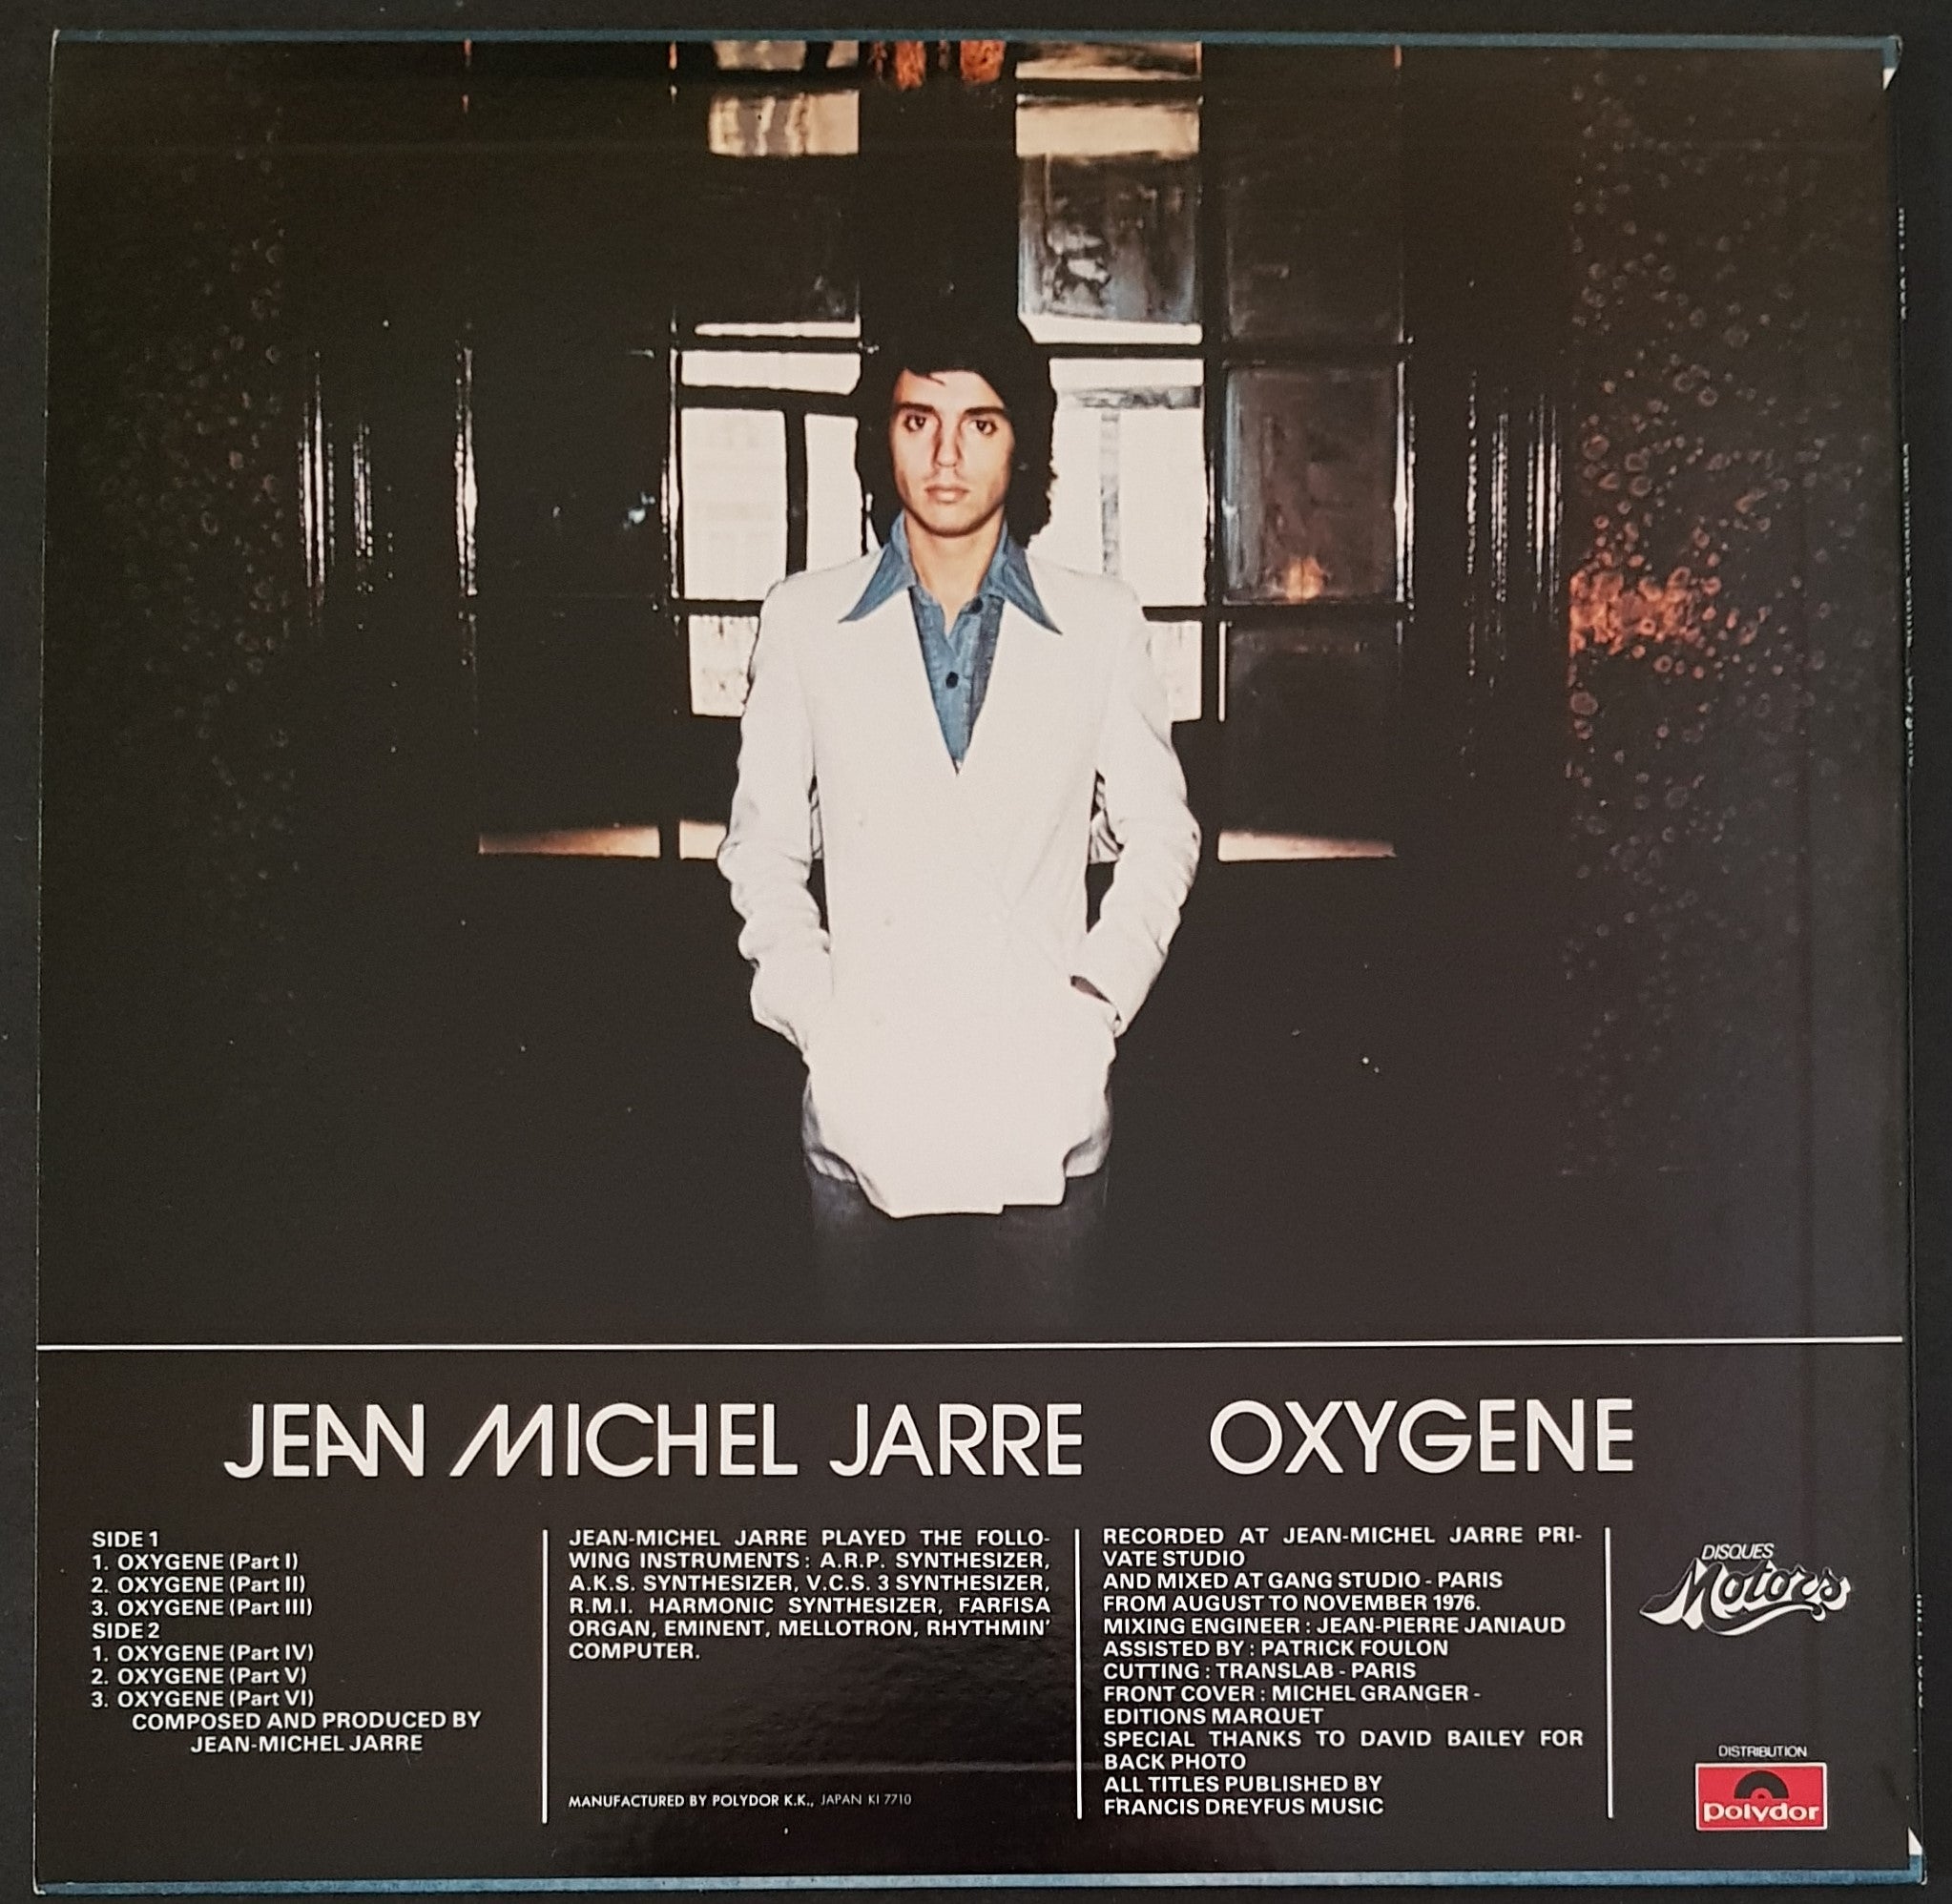 JEAN MICHEL JARRE OXYGENE
SIDE 1
1. OXYGENE (Part I)
2. OXYGENE (Part II)
3. OXYGENE (Part III)
SIDE 2
1. OXYGENE (Part IV)
2. OXYGENE (Part V)
3. OXYGENE (Part VI)
COMPOSED AND PRODUCED BY
JEAN-MICHEL JARRE
JEAN-MICHEL JARRE PLAYED THE FOLLO-
WING INSTRUMENTS : A.R.P. SYNTHESIZER,
A.K.S. SYNTHESIZER, V.C.S. 3 SYNTHESIZER,
R.M.I. HARMONIC SYNTHESIZER, FARFISA
ORGAN, EMINENT, MELLOTRON, RHYTHMIN'
COMPUTER.
MANUFACTURED BY POLYDOR K.K., JAPAN KI 7710
RECORDED AT JEAN-MICHEL JARRE PRI-
VATE STUDIO
AND MIXED AT GANG STUDIO - PARIS
FROM AUGUST TO NOVEMBER 1976.
MIXING ENGINEER : JEAN-PIERRE JANIAUD
ASSISTED BY : PATRICK FOULON
CUTTING : TRANSLAB - PARIS
FRONT COVER : MICHEL GRANGER -
EDITIONS MARQUET
SPECIAL THANKS TO DAVID BAILEY FOR
BACK PHOTO
ALL TITLES PUBLISHED BY
FRANCIS DREYFUS MUSIC
DISQUES
Motors
DISTRIBUTION
polydor